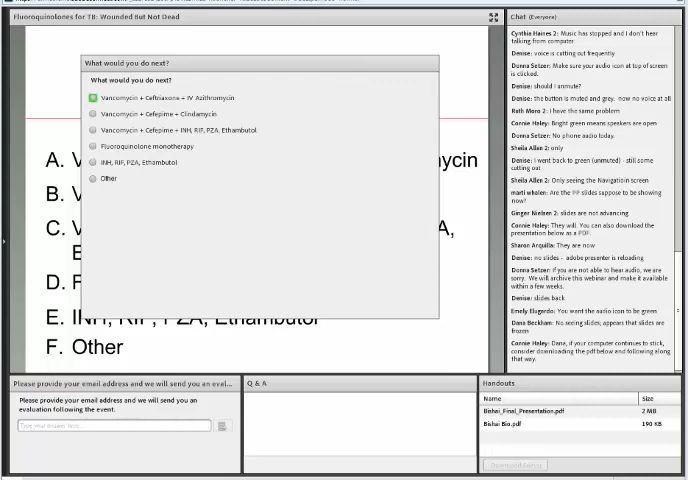 Fluoroquinolones for TB: Wounded But Not Dead
What would you do next?
What would you do next?
Vancomycin + Ceftriaxone + IV Azithromycin
Vancomycin + Cefepime + Clindamycin
Vancomycin + Cefepime + INH, RIF, PZA, Ethambutol
Fluoroquinolone monotherapy
INH, RIF, PZA, Ethambutol
Other
A. V
ycin
B. V
C. V
A,
E
D. F
E. INH, RIF, PZA, Ethambutol
F. Other
Chat (Everyone)
Cynthia Haines 2: Music has stopped and I don't hear
talking from computer
Denise: voice is cutting out frequently
Donna Setzer: Make sure your audio icon at top of screen
is clicked.
Denise: should I unmute?
Denise: the button is muted and grey. now no voice at all
Ruth Moro 2: I have the same problem
Connie Haley: Bright green means speakers are open
Donna Setzer: No phone audio today.
Sheila Allen 2: only
Denise: I went back to green (unmuted) - still some
cutting out
Sheila Allen 2: Only seeing the Navigatioin screen
marti whalen: Are the PP slides suppose to be showing
now?
Ginger Nielsen 2: slides are not advancing
Connie Haley: They will. You can also download the
presentation below as a PDF.
Sharon Arquilla: They are now
Denise: no slides - adobe presenter is reloading
Donna Setzer: If you are not able to hear audio, we are
sorry. We will archive this webinar and make it available
within a few weeks.
Denise: slides back
Emely Elugardo: You want the audio icon to be green
Dana Beckham: No seeing slides; appears that slides are
frozen
Connie Haley: Dana, if your computer continues to stick,
consider downloading the pdf below and following along
that way.
Please provide your email address and we will send you an eval...
Please provide your email address and we will send you an
evaluation following the event.
Type your answer here...
Q & A
Handouts
Name Size
Bishai_Final_Presentation.pdf 2 MB
Bishai Bio.pdf 190 KB